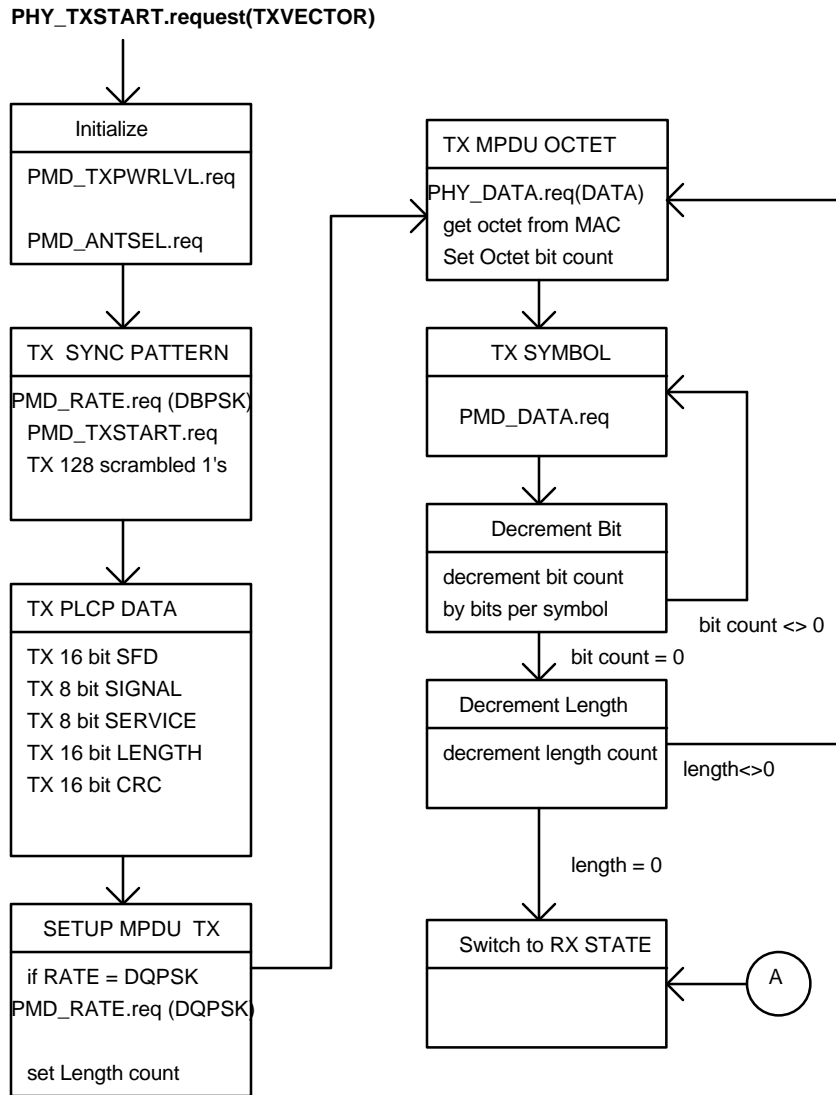 PHY_TXSTART.request(TXVECTOR)
Initialize
PMD_TXPWRLVL.req
PMD_ANTSEL.req
TX SYNC PATTERN
PMD_RATE.req (DBPSK)
PMD_TXSTART.req
TX 128 scrambled 1's
TX PLCP DATA
TX 16 bit SFD
TX 8 bit SIGNAL
TX 8 bit SERVICE
TX 16 bit LENGTH
TX 16 bit CRC
SETUP MPDU TX
if RATE = DQPSK
PMD_RATE.req (DQPSK)
set Length count
TX MPDU OCTET
PHY_DATA.req(DATA)
get octet from MAC
Set Octet bit count
TX SYMBOL
PMD_DATA.req
Decrement Bit
decrement bit count
by bits per symbol
bit count <> 0
bit count = 0
Decrement Length
decrement length count
length<>0
length = 0
Switch to RX STATE
A